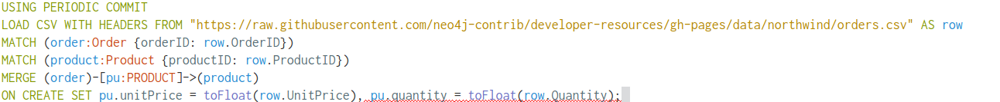 USING PERIODIC COMMIT
LOAD CSV WITH HEADERS FROM "https://raw.githubusercontent.com/neo4j-contrib/developer-resources/gh-pages/data/northwind/orders.csv" AS row
MATCH (order:Order {orderID: row.OrderID})
MATCH (product:Product {productID: row.ProductID})
MERGE (order)-[pu:PRODUCT]->(product)
ON CREATE SET pu.unitPrice = toFloat(row.UnitPrice), pu.quantity = toFloat(row.Quantity);